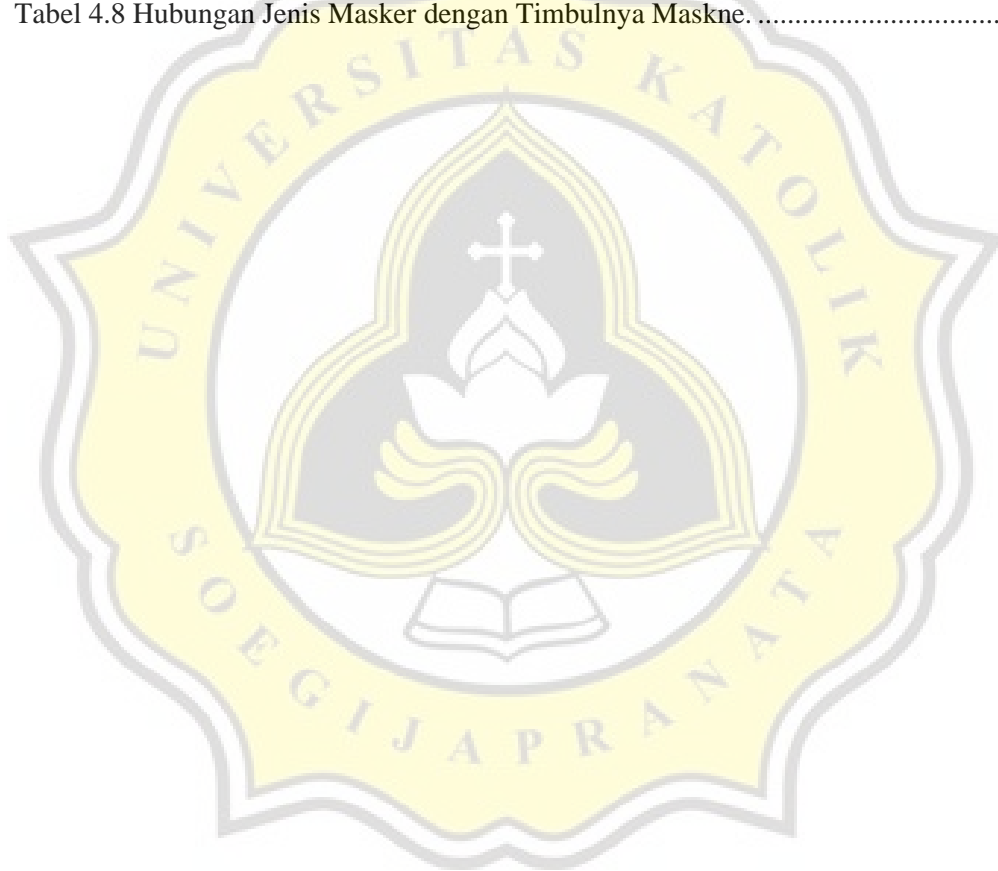 Tabel 4.8 Hubungan Jenis Masker dengan Timbulnya Maskne. ..................................
UNIVERSITAS KATOLIK
SOEGIJAPRANATA